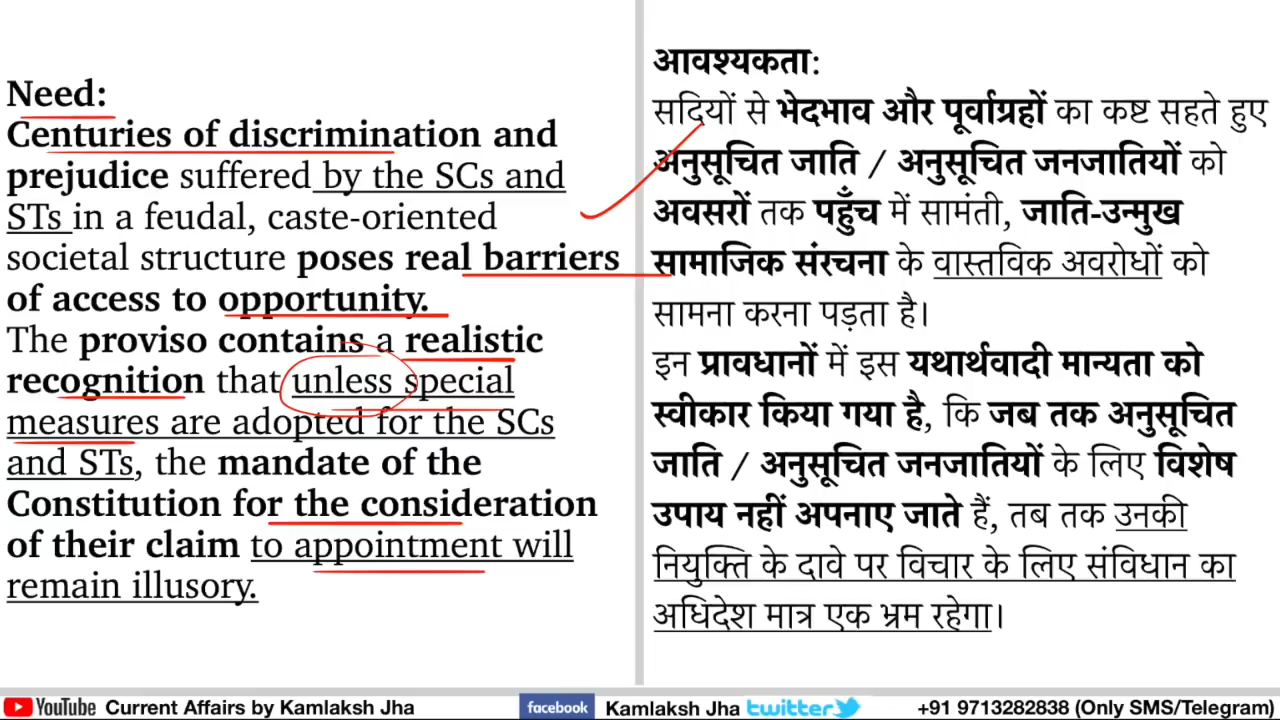 Need:
Centuries of discrimination and
prejudice suffered by the SCs and
STs in a feudal, caste-oriented
societal structure poses real barriers
of access to opportunity.
The proviso contains a realistic
recognition that unless special
measures are adopted for the SCs
and STs, the mandate of the
Constitution for the consideration
of their claim to appointment will
remain illusory.
आवश्यकता:
सदियों से भेदभाव और पूर्वाग्रहों का कष्ट सहते हुए
अनुसूचित जाति / अनुसूचित जनजातियों को
अवसरों तक पहुँच में सामंती, जाति-उन्मुख
सामाजिक संरचना के वास्तविक अवरोधों को
सामना करना पड़ता है।
इन प्रावधानों में इस यथार्थवादी मान्यता को
स्वीकार किया गया है, कि जब तक अनुसूचित
जाति / अनुसूचित जनजातियों के लिए विशेष
उपाय नहीं अपनाए जाते हैं, तब तक उनकी
नियुक्ति के दावे पर विचार के लिए संविधान का
अधिदेश मात्र एक भ्रम रहेगा।
YouTube Current Affairs by Kamlaksh Jha facebook Kamlaksh Jha twitter +91 9713282838 (Only SMS/Telegram)